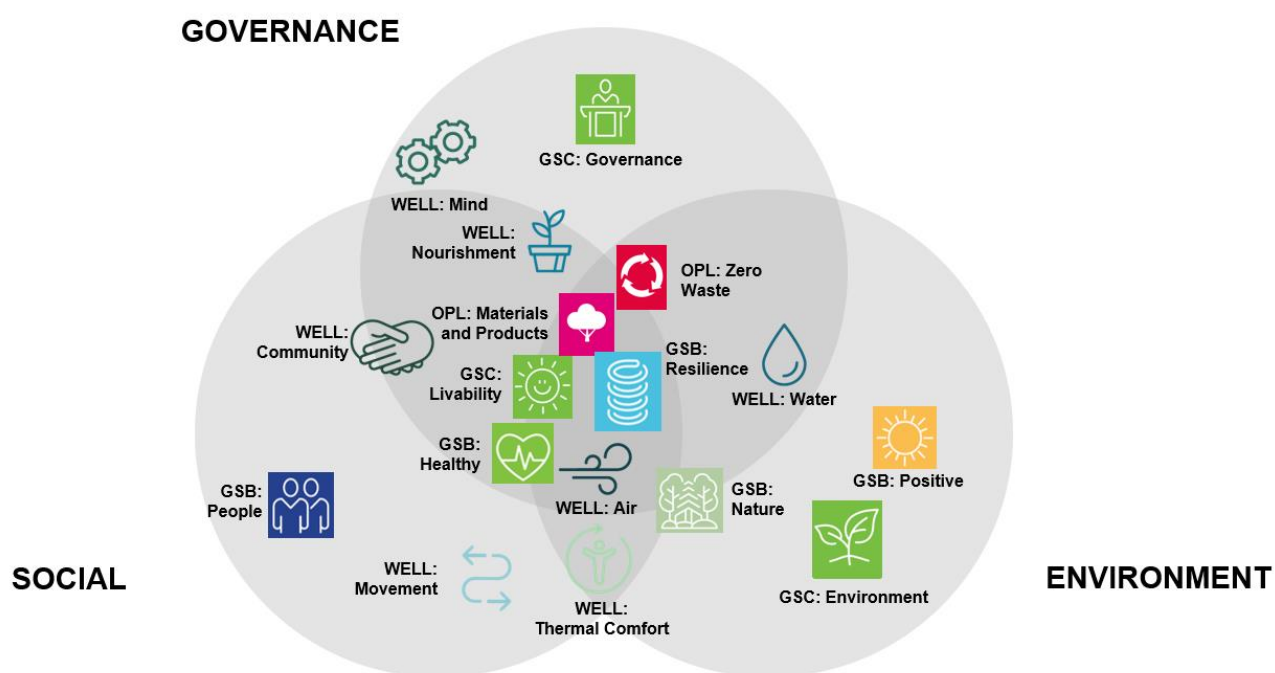 GOVERNANCE
GSC: Governance
WELL: Mind
WELL:
Nourishment
OPL: Zero
Waste
OPL: Materials
and Products
WELL:
Community
GSB:
Resilience
GSC:
Livability
WELL: Water
GSB:
Healthy
GSB: Positive
GSB:
People
WELL: Air
GSB:
Nature
SOCIAL
ENVIRONMENT
WELL:
Movement
GSC: Environment
WELL:
Thermal Comfort